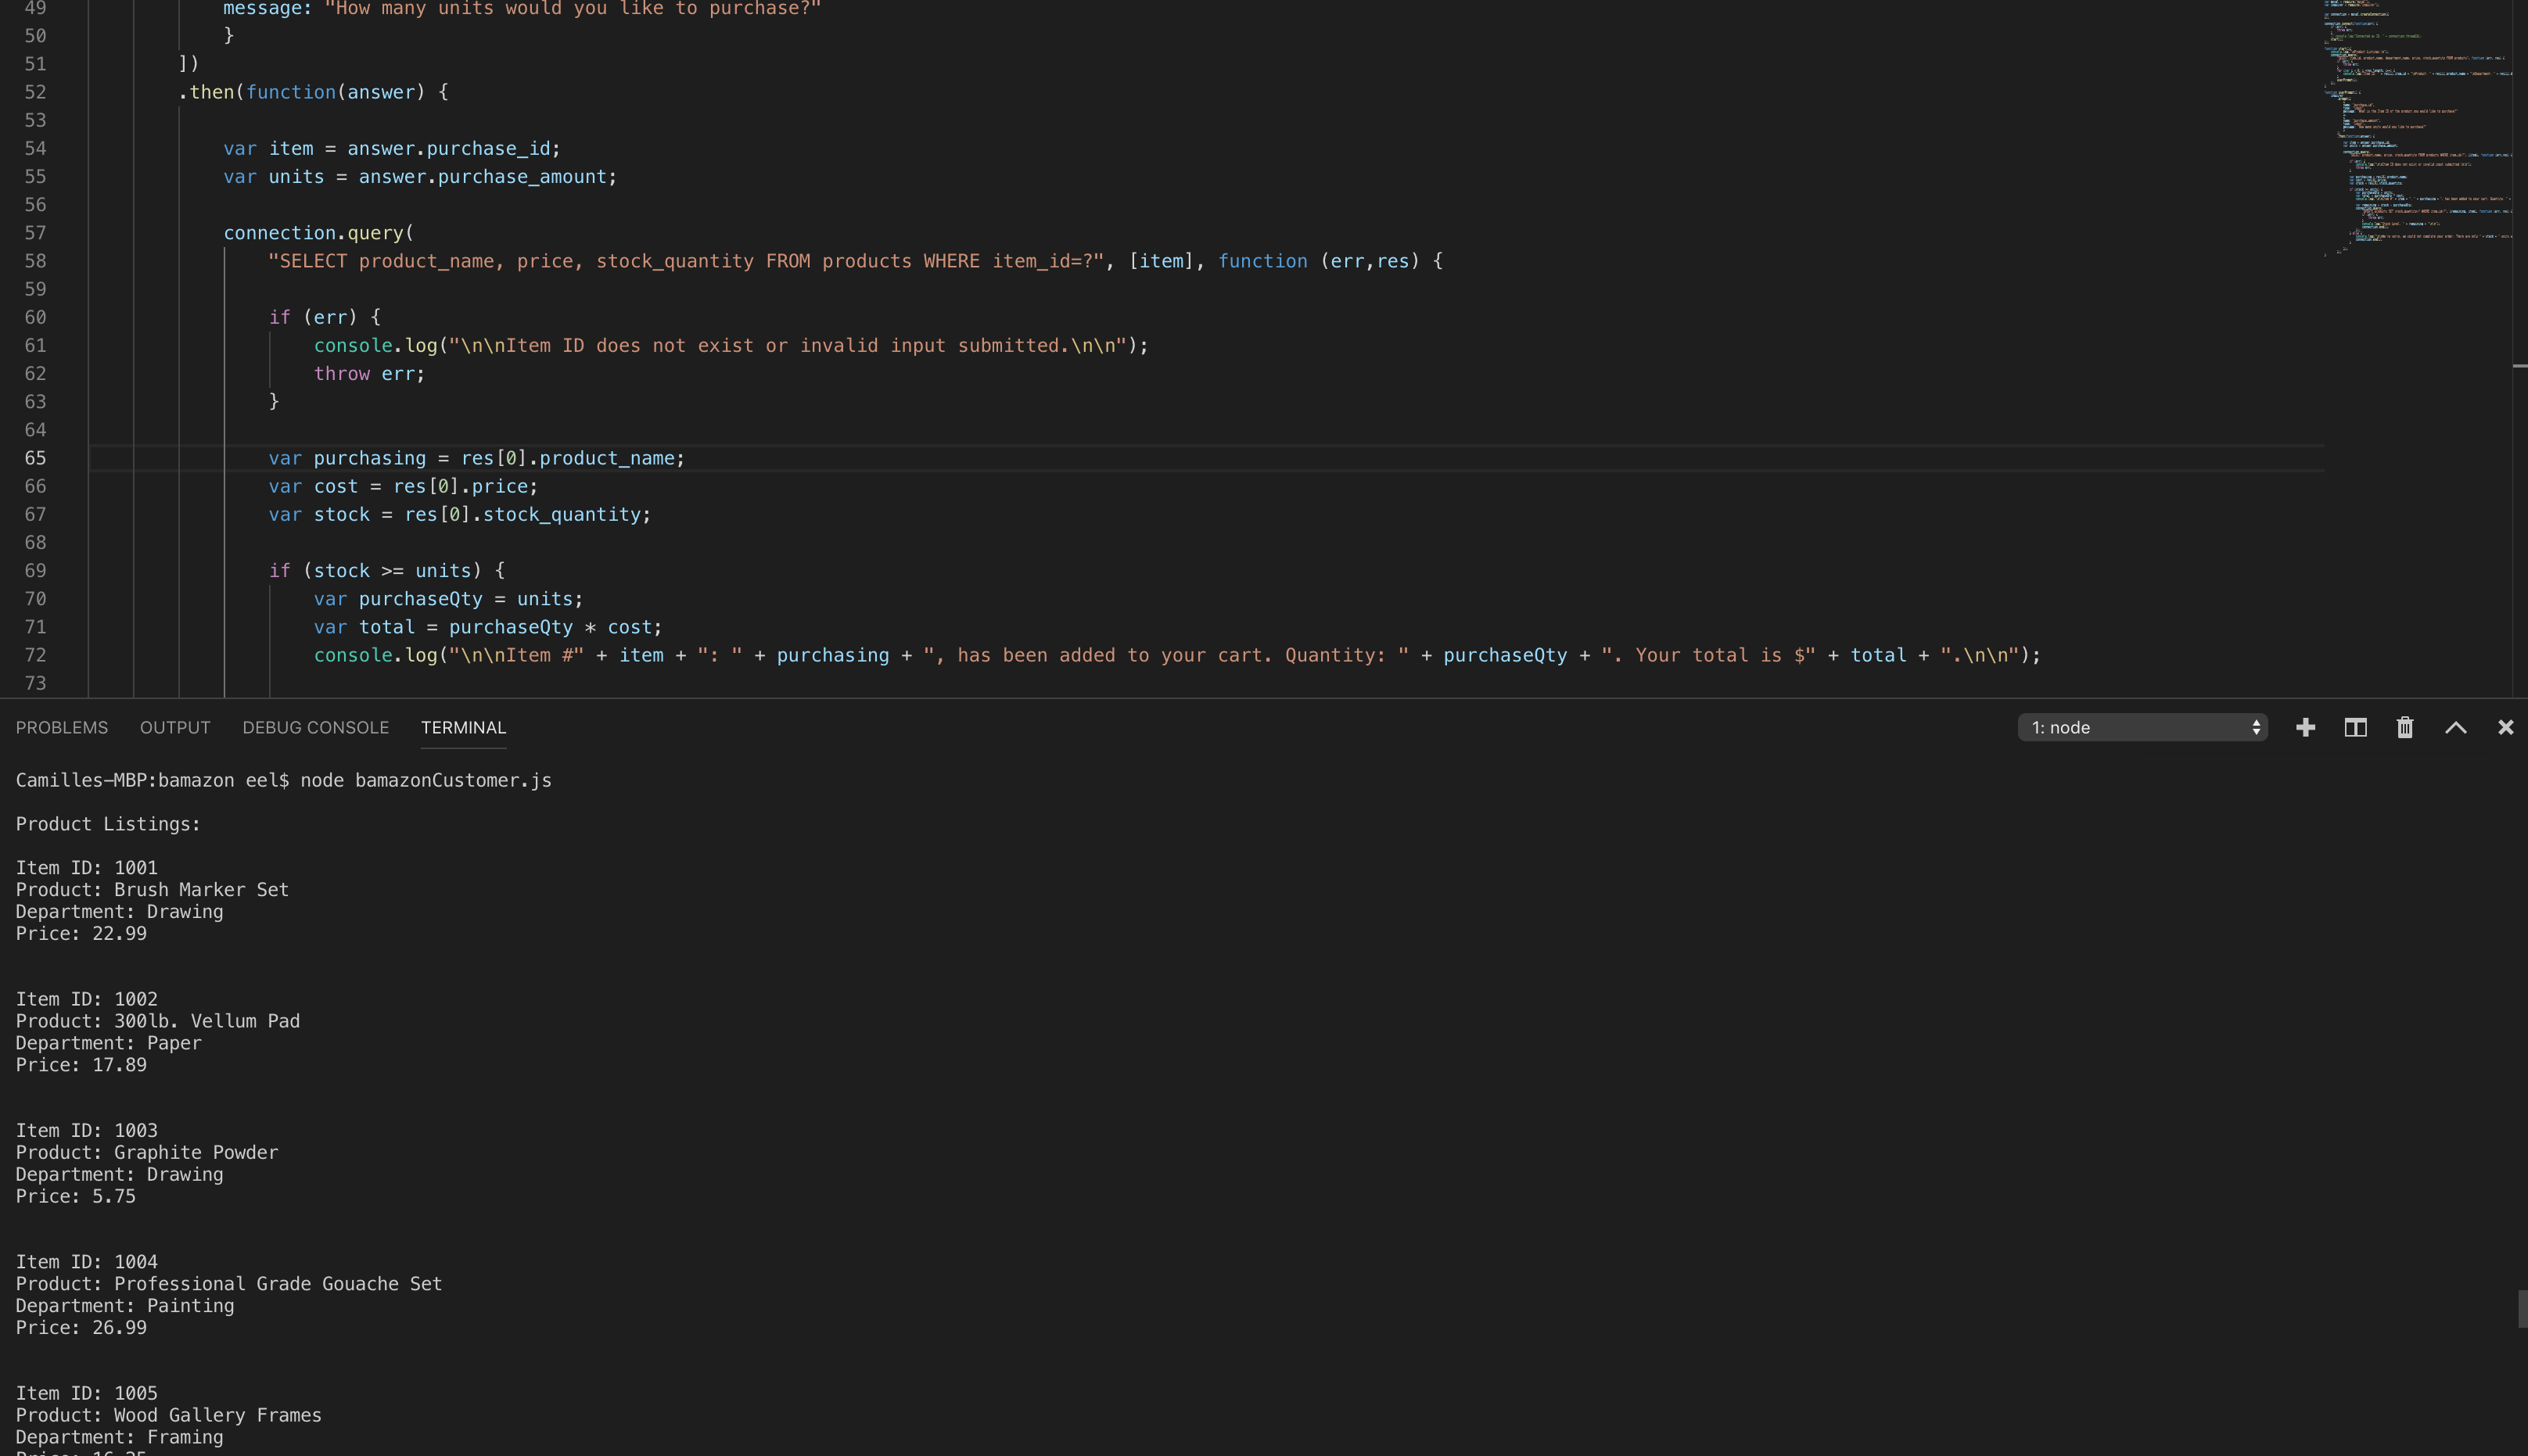 49 message: "How many units would you like to purchase?"
50 }
51 ])
52 .then(function(answer) {
53
54 var item = answer.purchase_id;
55 var units = answer.purchase_amount;
56
57 connection.query(
58 "SELECT product_name, price, stock_quantity FROM products WHERE item_id=?", [item], function (err,res) {
59
60 if (err) {
61 console.log("\n\nItem ID does not exist or invalid input submitted.\n\n");
62 throw err;
63 }
64
65 var purchasing = res[0].product_name;
66 var cost = res[0].price;
67 var stock = res[0].stock_quantity;
68
69 if (stock >= units) {
70 var purchaseQty = units;
71 var total = purchaseQty * cost;
72 console.log("\n\nItem #" + item + ": " + purchasing + ", has been added to your cart. Quantity: " + purchaseQty + ". Your total is $" + total + ".\n\n");
73
PROBLEMS OUTPUT DEBUG CONSOLE TERMINAL 1: node
Camilles-MBP:bamazon eel$ node bamazonCustomer.js
Product Listings:
Item ID: 1001
Product: Brush Marker Set
Department: Drawing
Price: 22.99
Item ID: 1002
Product: 300lb. Vellum Pad
Department: Paper
Price: 17.89
Item ID: 1003
Product: Graphite Powder
Department: Drawing
Price: 5.75
Item ID: 1004
Product: Professional Grade Gouache Set
Department: Painting
Price: 26.99
Item ID: 1005
Product: Wood Gallery Frames
Department: Framing